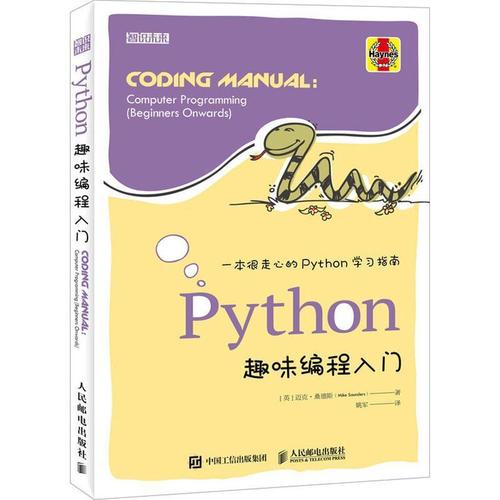 智识未来
Python
趣味编程入门
CODING MANUAL:
Computer Programming (Beginners Onwards)
人民邮电出版社
CODING MANUAL:
Computer Programming
(Beginners Onwards)
Haynes
一本很走心的Python学习指南
Python
趣味编程入门
[英]迈克·桑德斯(Mike Saunders) 著
姚军 译
中国工信出版集团
人民邮电出版社